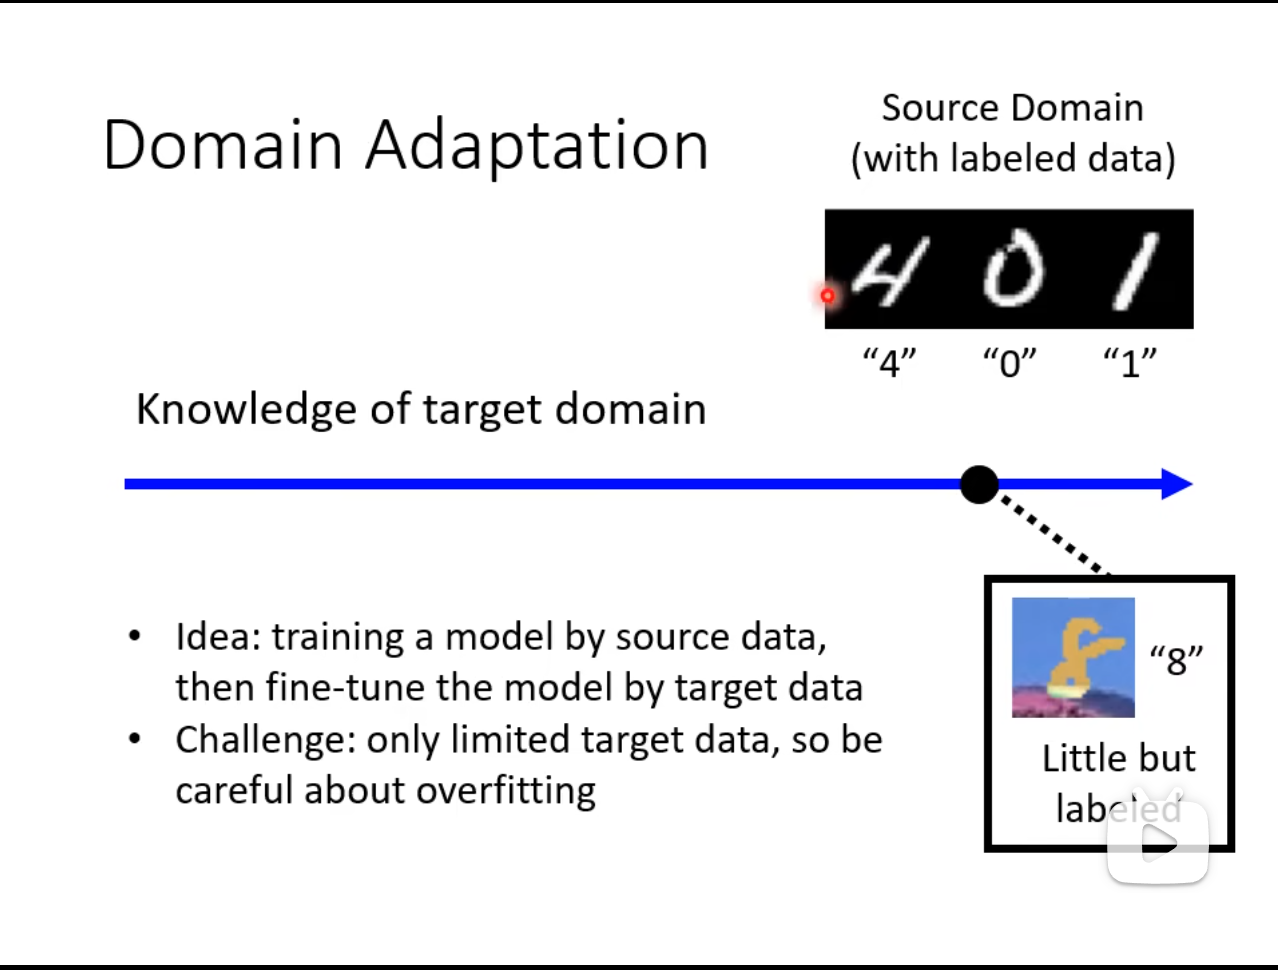 Domain Adaptation
Source Domain
(with labeled data)
4 0 1
“4” “0” “1”
Knowledge of target domain
• Idea: training a model by source data,
then fine-tune the model by target data
• Challenge: only limited target data, so be
careful about overfitting
8
“8”
Little but
labeled